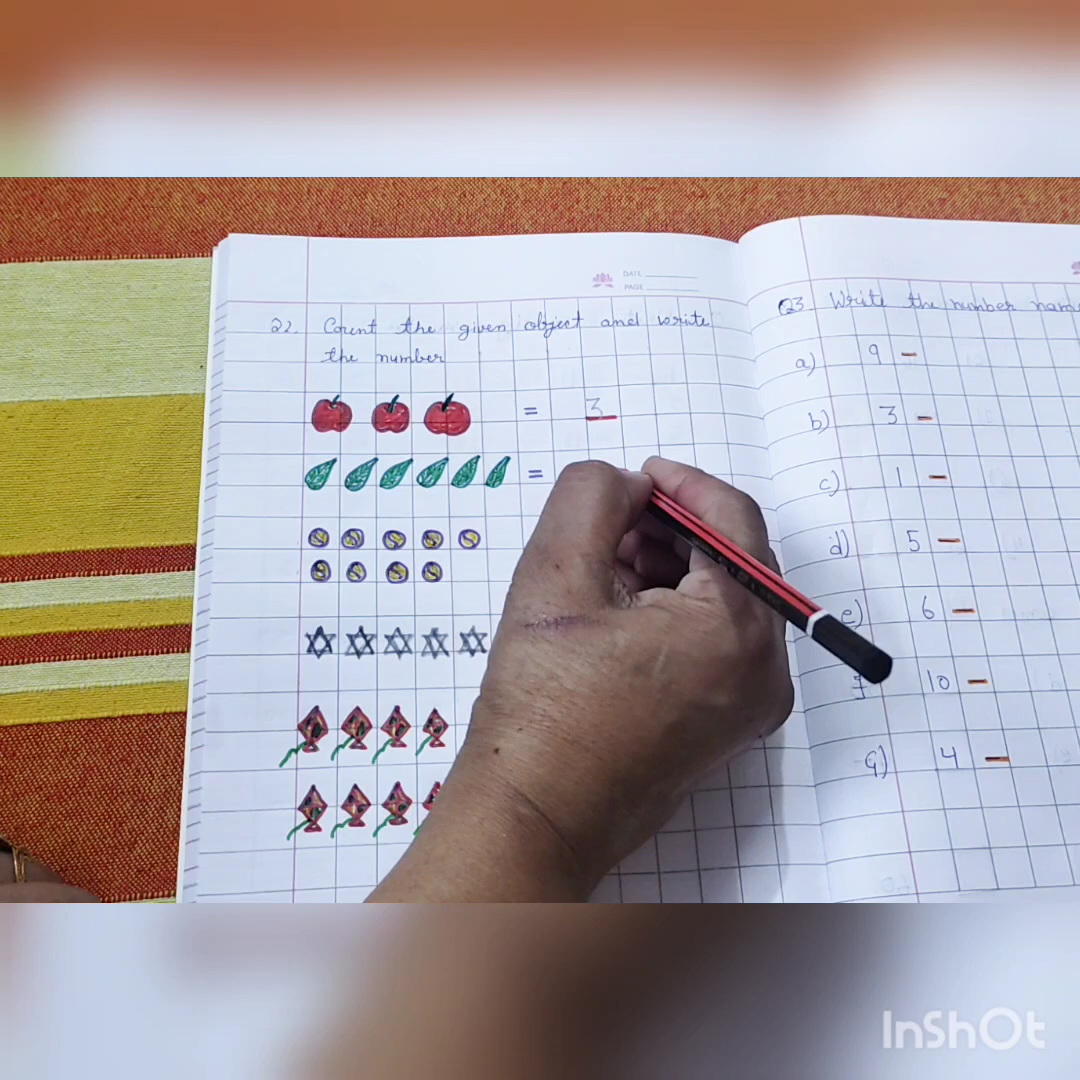 DATE
PAGE
Q2. Count the given object and write
the number
= 3
=
Q3 Write the number nam
a) 9 -
b) 3 -
c) 1 -
d) 5 -
e) 6 -
10 -
G) 4 -
InShOt